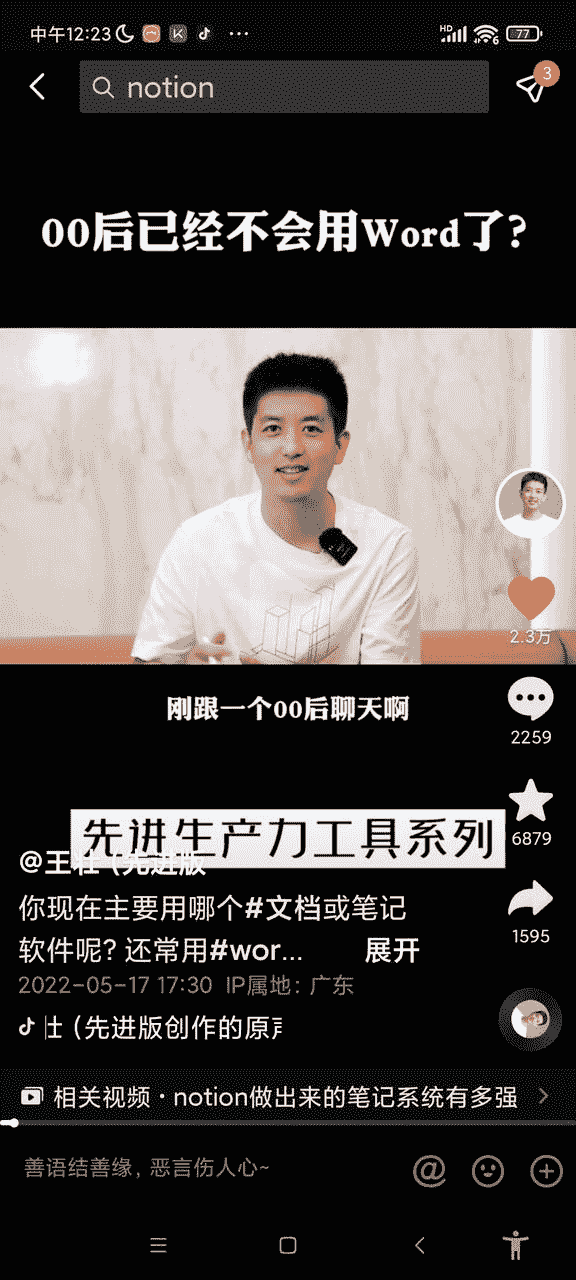 中午12:23
HD
6
77
notion
3
00后已经不会用Word了?
2.3万
刚跟一个00后聊天啊
2259
先进生产力工具系列
6879
@王壮（先进版
你现在主要用哪个#文档或笔记
软件呢? 还常用#wor... 展开
1595
2022-05-17 17:30 IP属地：广东
壮（先进版创作的原声
相关视频 · notion做出来的笔记系统有多强
善语结善缘，恶言伤人心~